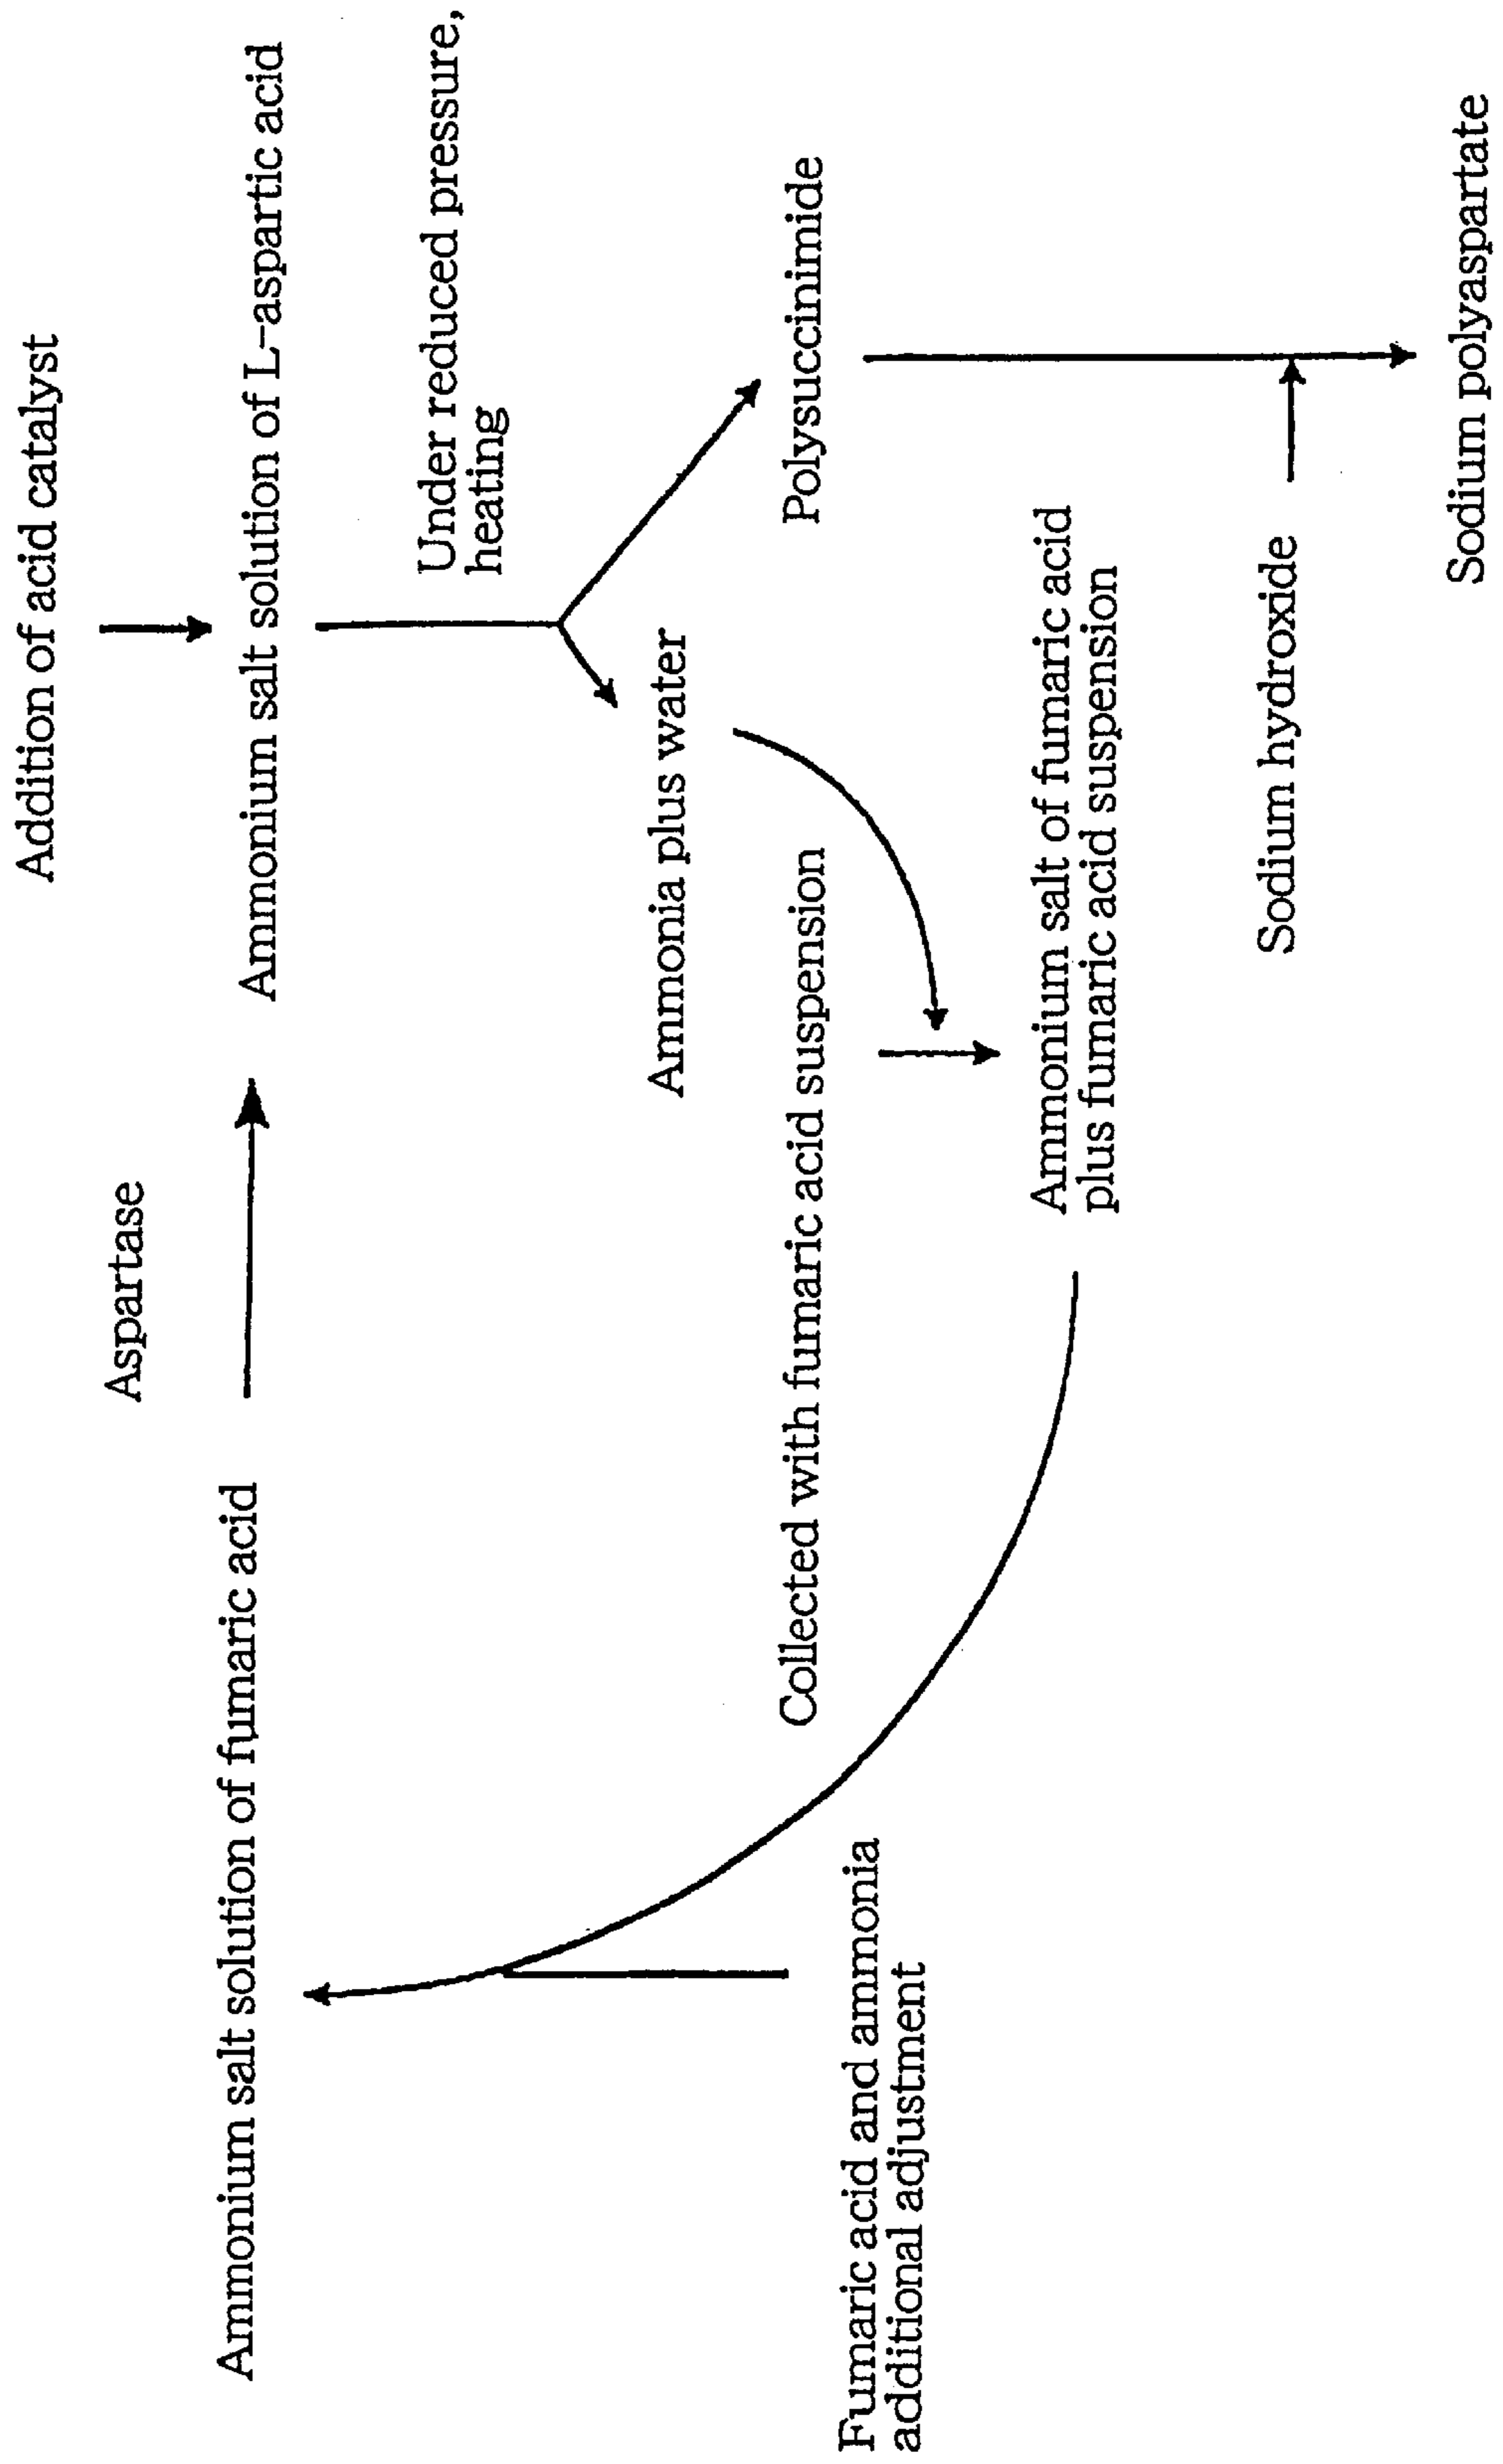 Addition of acid catalyst
Aspartase
Ammonium salt solution of fumaric acid
Ammonium salt solution of L-aspartic acid
Under reduced pressure,
heating
Ammonia plus water
Polysuccinimide
Collected with fumaric acid suspension
Fumaric acid and ammonia
additional adjustment
Ammonium salt of fumaric acid
plus fumaric acid suspension
Sodium hydroxide
Sodium polyaspartate